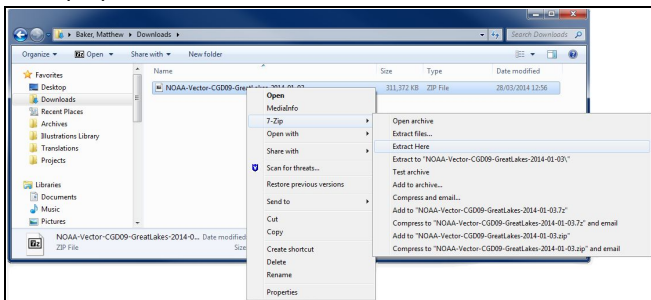 Baker, Matthew ▸ Downloads ▸
Search Downloads
Organize ▾ 7z Open ▾ Share with ▾ New folder
Favorites
Desktop
Downloads
Recent Places
Archives
Illustrations Library
Translations
Projects
Libraries
Documents
Music
Pictures
Name Size Type Date modified
NOAA-Vector-CGD09-GreatLakes-2014-01-03 311,372 KB ZIP File 26/03/2014 12:56
Open
MediaInfo
7-Zip
Open with
Share with
Scan for threats...
Restore previous versions
Send to
Cut
Copy
Create shortcut
Delete
Rename
Properties
Open archive
Extract files...
Extract Here
Extract to "NOAA-Vector-CGD09-GreatLakes-2014-01-03\"
Test archive
Add to archive...
Compress and email...
Add to "NOAA-Vector-CGD09-GreatLakes-2014-01-03.7z"
Compress to "NOAA-Vector-CGD09-GreatLakes-2014-01-03.7z" and email
Add to "NOAA-Vector-CGD09-GreatLakes-2014-01-03.zip"
Compress to "NOAA-Vector-CGD09-GreatLakes-2014-01-03.zip" and email
7z NOAA-Vector-CGD09-GreatLakes-2014-0... Date modified
ZIP File Size